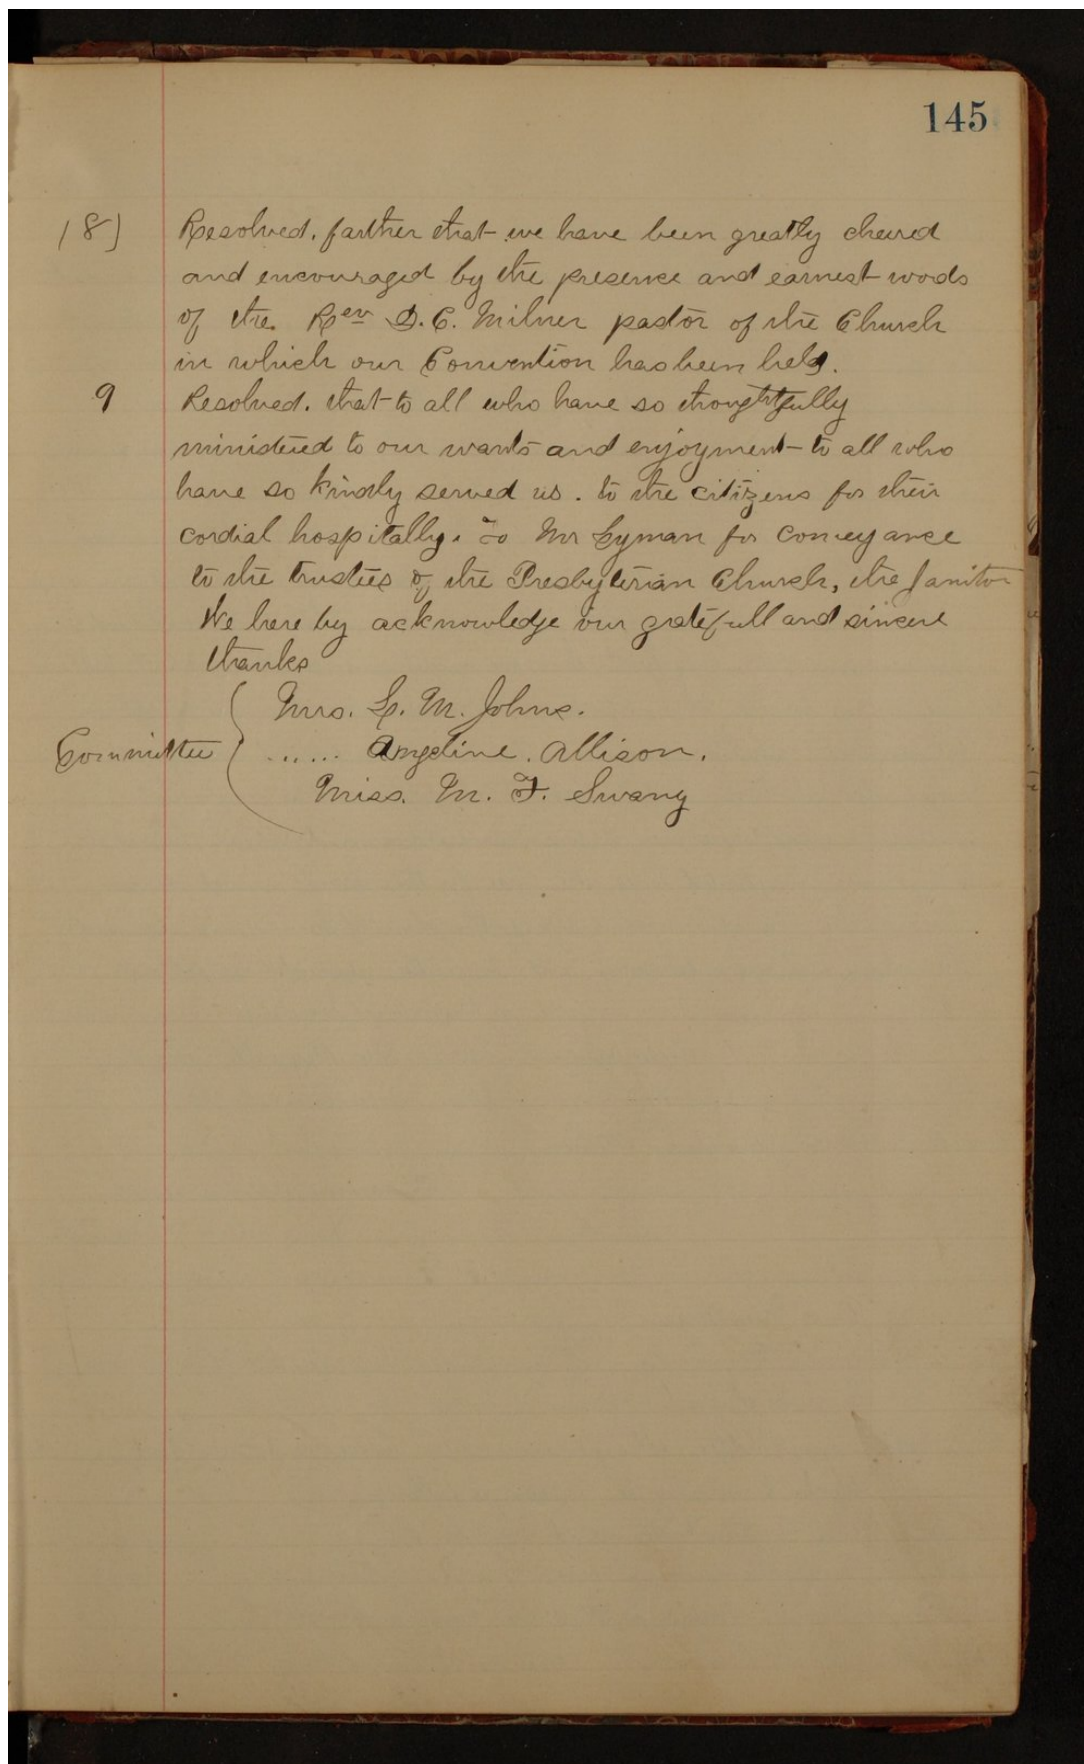 145
(8) Resolved. farther that we have been greatly cheerd
and encouraged by the presence and earnest words
of the. Rev D. C. Milner pastor of the Church
in which our Convention has been held.
9 Resolved. that to all who have so thoughtfully
ministered to our wants and enjoyment - to all who
have so kindly served us. to the citizens for their
cordial hospitally. To Mr Lyman for Conveyance
to the trustees of the Presbyterian Church, the Janitor
We here by acknowledge our gratefull and sincere
thanks
Mrs. L. M. Johns.
Committee ..... Angeline. Allison.
Miss. M. F. Swany